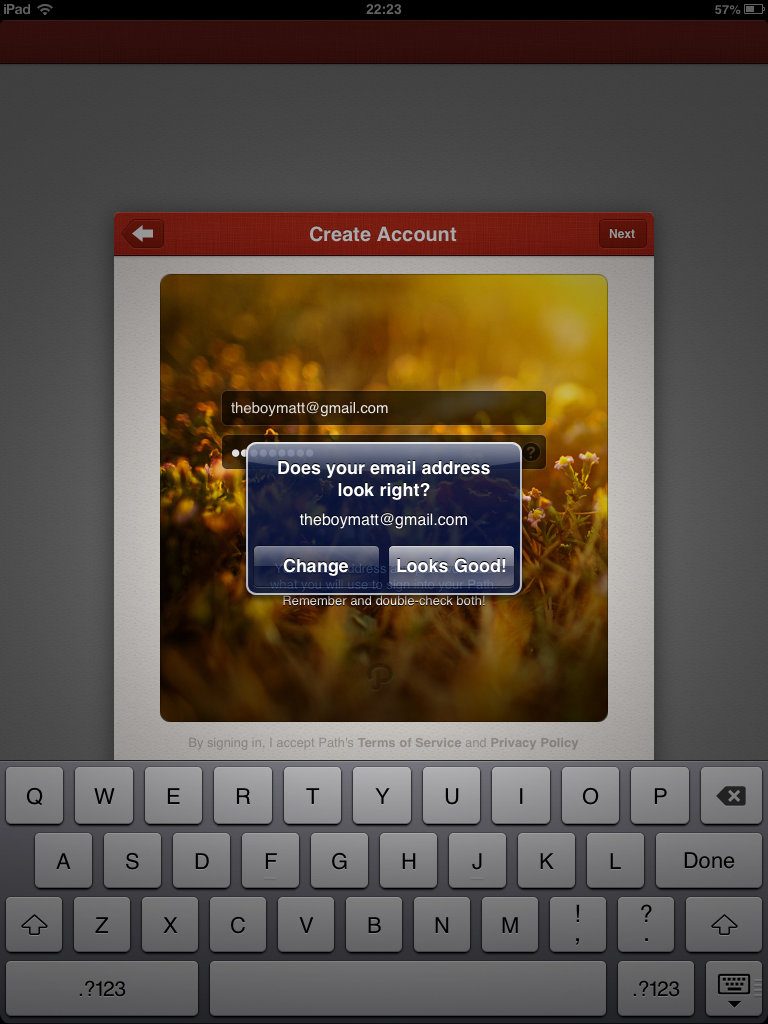 iPad 22:23 57%
Create Account
Next
theboymatt@gmail.com
?
Does your email address
look right?
theboymatt@gmail.com
Change
Looks Good!
what you will use to sign into your Path.
Remember and double-check both!
By signing in, I accept Path's Terms of Service and Privacy Policy
Q W E R T Y U I O P
A S D F G H J K L Done
Z X C V B N M ! , ? .
.?123 .?123